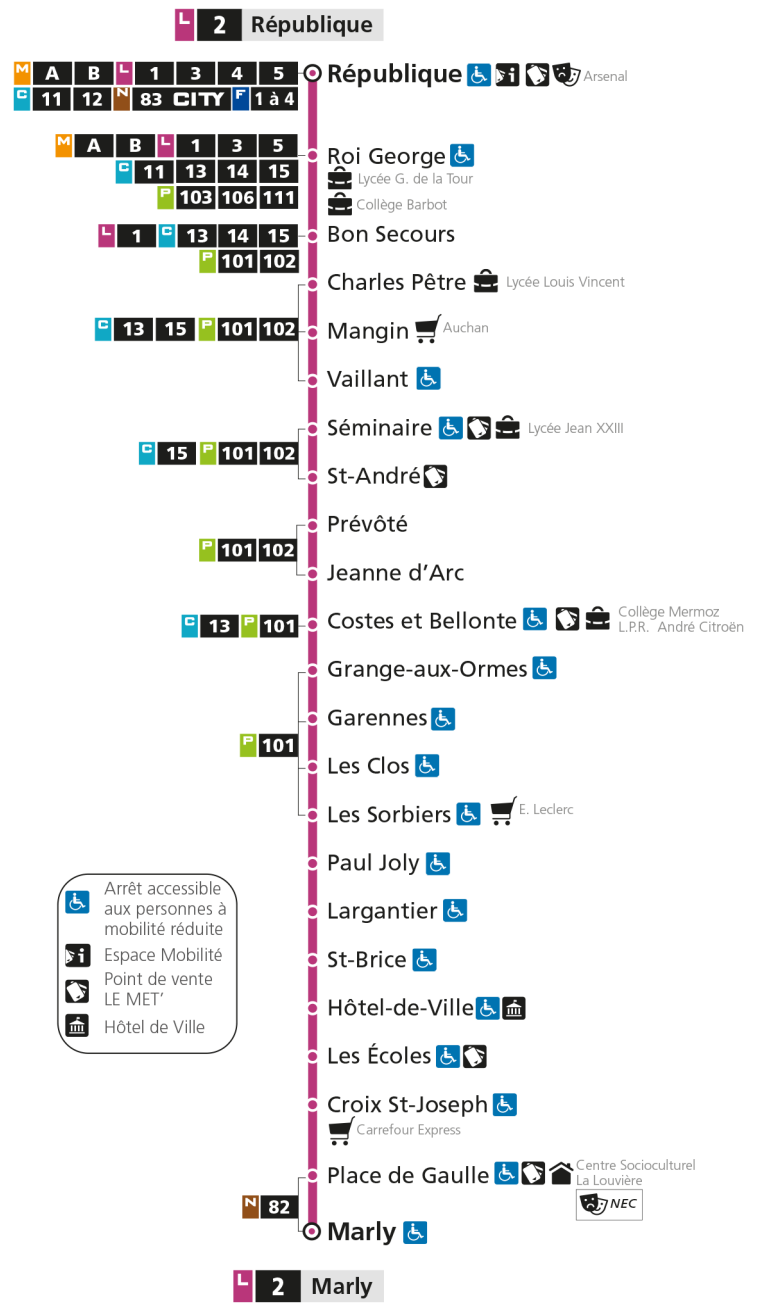 L 2 République
M A B L 1 3 4 5 République i Arsenal
C 11 12 N 83 CITY F 1 à 4
M A B L 1 3 5 Roi George
C 11 13 14 15 Lycée G. de la Tour
P 103 106 111 Collège Barbot
L 1 C 13 14 15 Bon Secours
P 101 102
Charles Pêtre Lycée Louis Vincent
C 13 15 P 101 102 Mangin Auchan
Vaillant
Séminaire Lycée Jean XXIII
C 15 P 101 102
St-André
Prévôté
P 101 102
Jeanne d’Arc
C 13 P 101 Costes et Bellonte Collège Mermoz
L.P.R. André Citroën
Grange-aux-Ormes
Garennes
P 101
Les Clos
Les Sorbiers E. Leclerc
Paul Joly
Largantier
St-Brice
Hôtel-de-Ville
Les Écoles
Croix St-Joseph
Carrefour Express
Place de Gaulle Centre Socioculturel
La Louvière
NEC
N 82
Marly
Arrêt accessible
aux personnes à
mobilité réduite
i Espace Mobilité
Point de vente
LE MET’
Hôtel de Ville
L 2 Marly